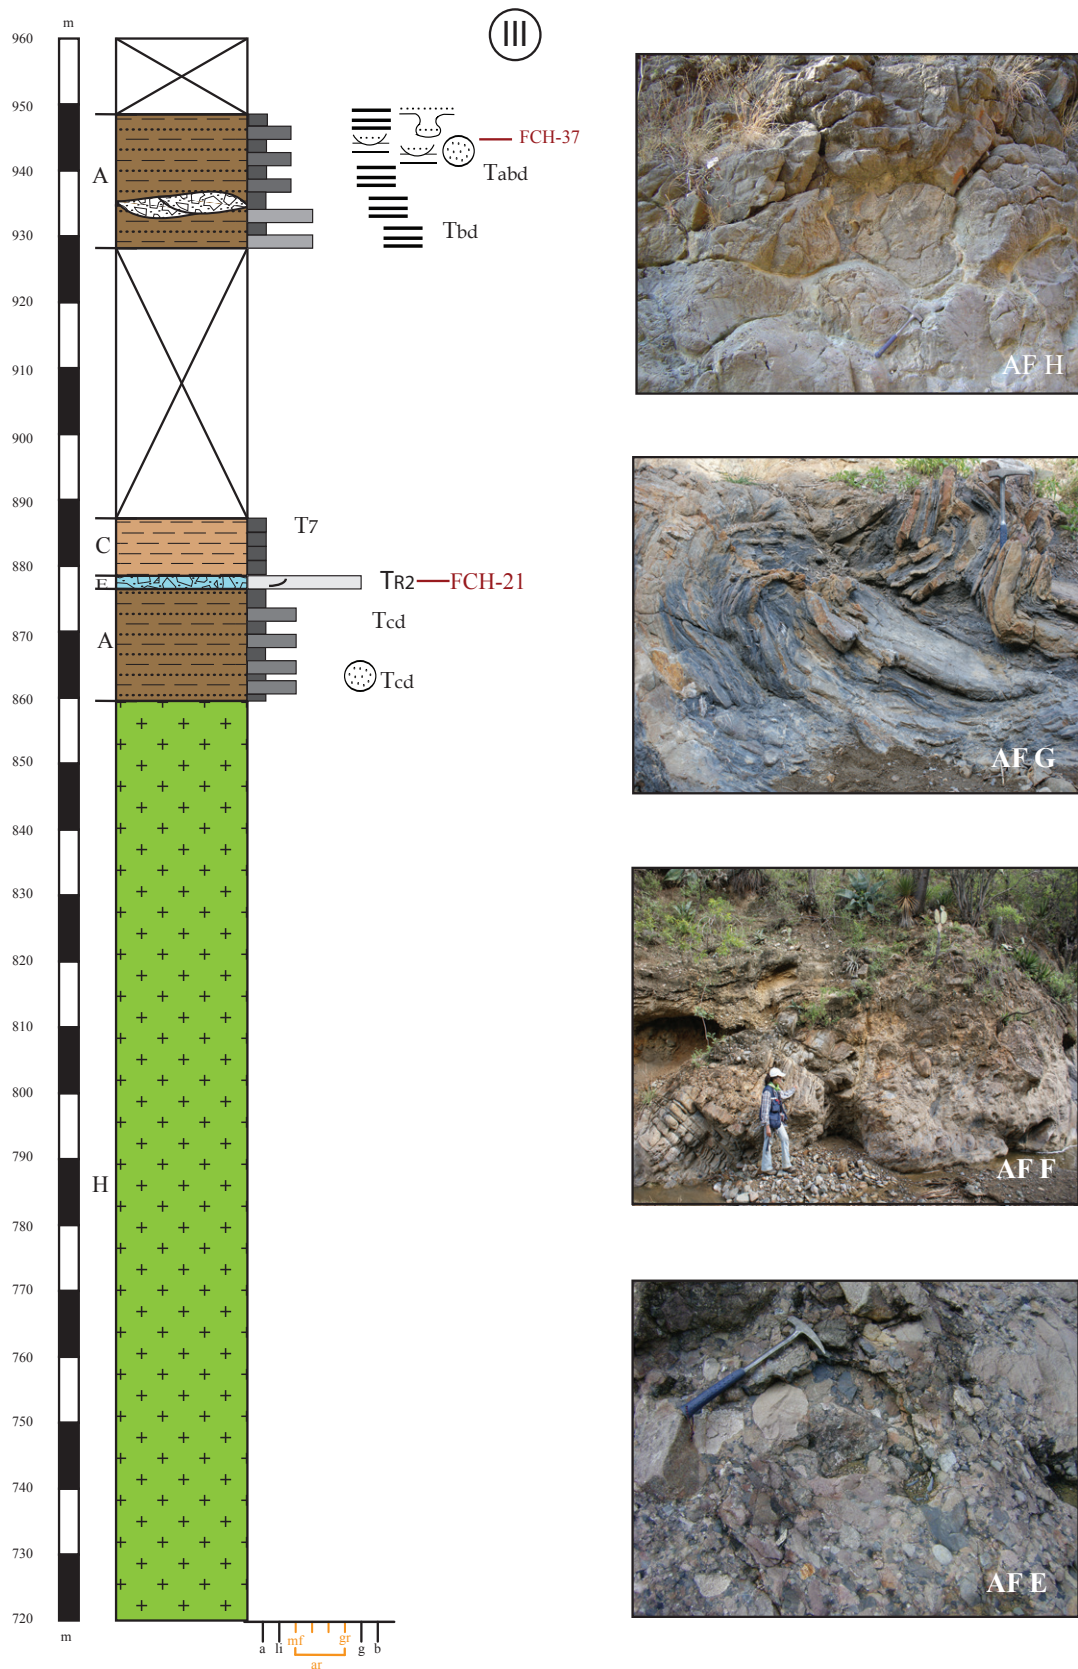 m
III
960
950
FCH-37
940
A
Tabd
930
Tbd
920
910
AF H
900
890
T7
C
880
E
TR2
FCH-21
870
A
Tcd
Tcd
860
850
AF G
840
830
820
810
800
790
H
AF F
780
770
760
750
740
730
AF E
720
m
a
li
mf
gr
g
b
ar